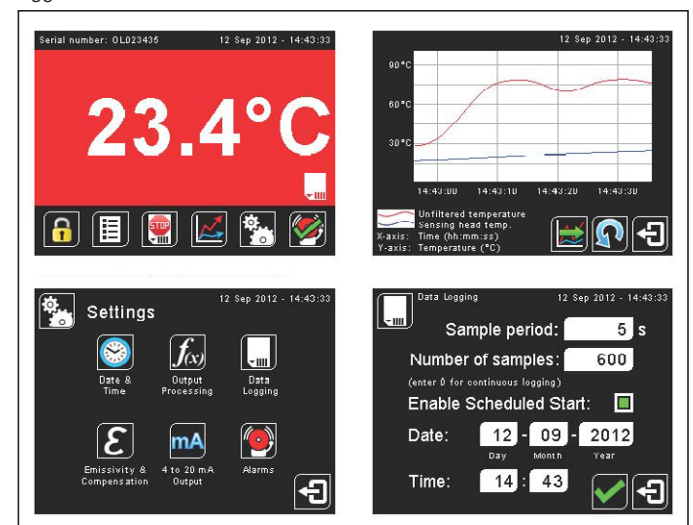 Serial number: OL023435 12 Sep 2012 - 14:43:33
23.4°C
STOP
12 Sep 2012 - 14:43:33
90°C
60°C
30°C
14:43:00 14:43:10 14:43:20 14:43:30
Unfiltered temperature
Sensing head temp.
X-axis: Time (hh:mm:ss)
Y-axis: Temperature (°C)
Settings 12 Sep 2012 - 14:43:33
f(x)
Date & Time
Output Processing
Data Logging
ε
mA
Emissivity & Compensation
4 to 20 mA Output
Alarms
Data Logging 12 Sep 2012 - 14:43:33
Sample period: 5 s
Number of samples: 600
(enter 0 for continuous logging)
Enable Scheduled Start:
Date: 12 - 09 - 2012
Day Month Year
Time: 14 : 43